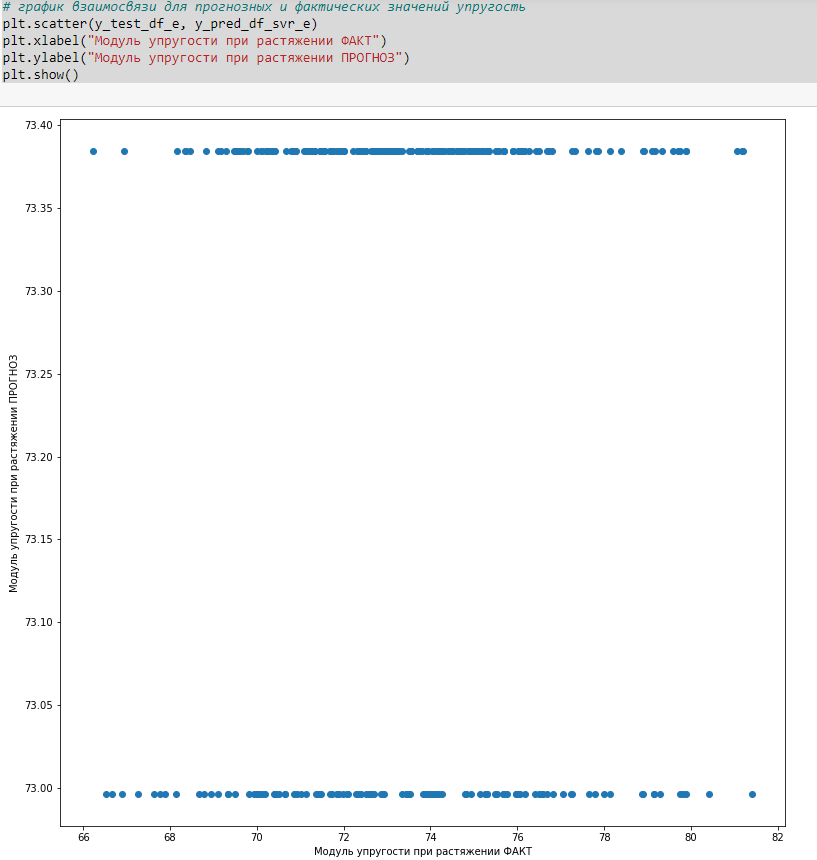 # график взаимосвязи для прогнозных и фактических значений упругость
plt.scatter(y_test_df_e, y_pred_df_svr_e)
plt.xlabel("Модуль упругости при растяжении ФАКТ")
plt.ylabel("Модуль упругости при растяжении ПРОГНОЗ")
plt.show()
73.40
73.35
73.30
73.25
73.20
73.15
73.10
73.05
73.00
Модуль упругости при растяжении ПРОГНОЗ
66 68 70 72 74 76 78 80 82
Модуль упругости при растяжении ФАКТ